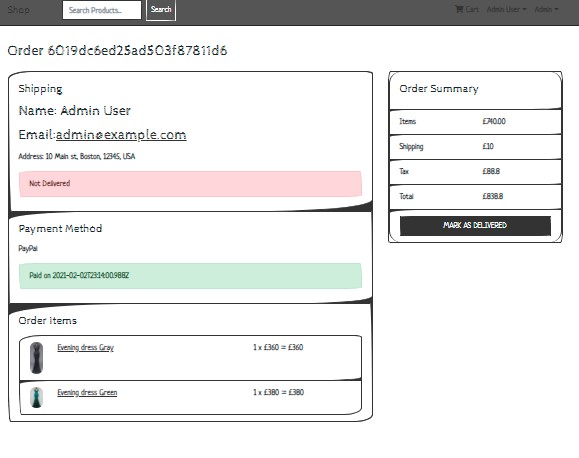 Shop Search Products... Search Cart Admin User Admin
Order 6019dc6ed25ad503f87811d6
Shipping
Name: Admin User
Email:admin@example.com
Address: 10 Main st, Boston, 12345, USA
Not Delivered
Payment Method
PayPal
Paid on 2021-02-02T23:14:00.988Z
Order Items
Evening dress Gray 1 x £360 = £360
Evening dress Green 1 x £380 = £380
Order Summary
Items £740.00
Shipping £10
Tax £88.8
Total £838.8
MARK AS DELIVERED